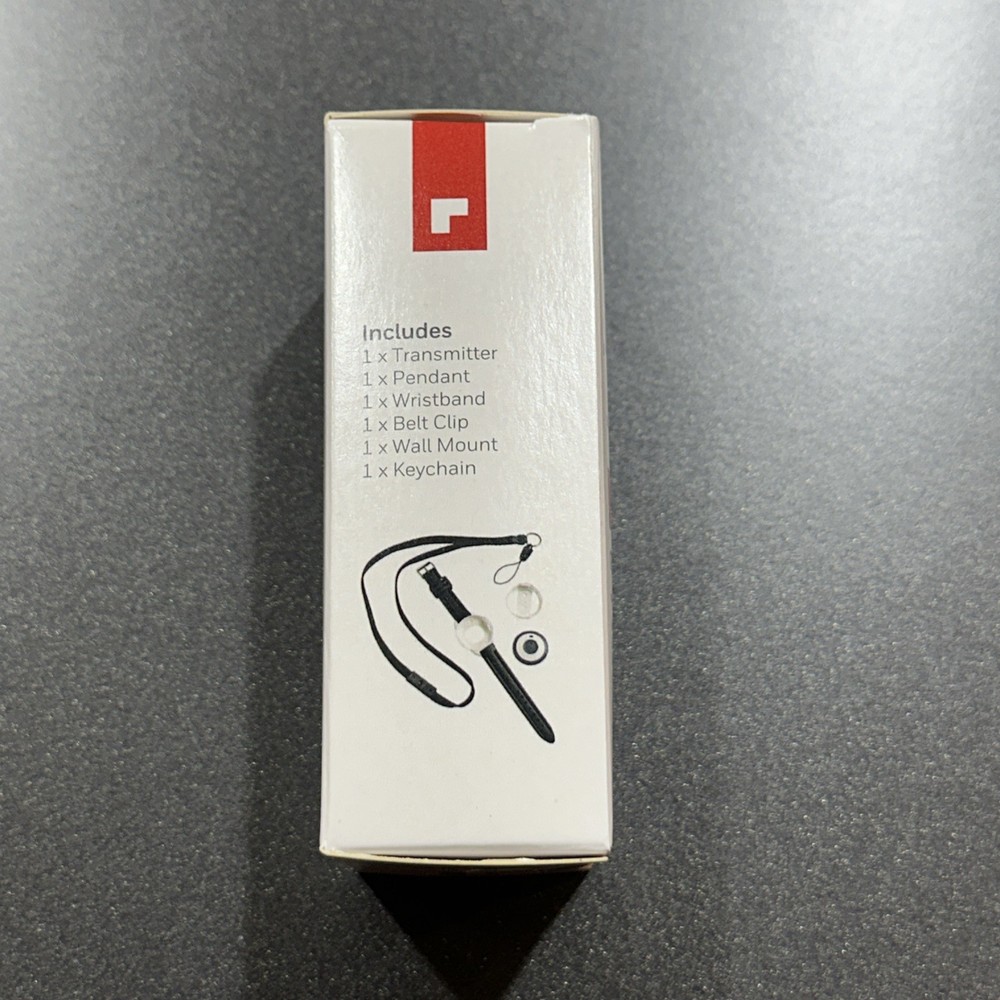 Includes
1 x Transmitter
1 x Pendant
1 x Wristband
1 x Belt Clip
1 x Wall Mount
1 x Keychain